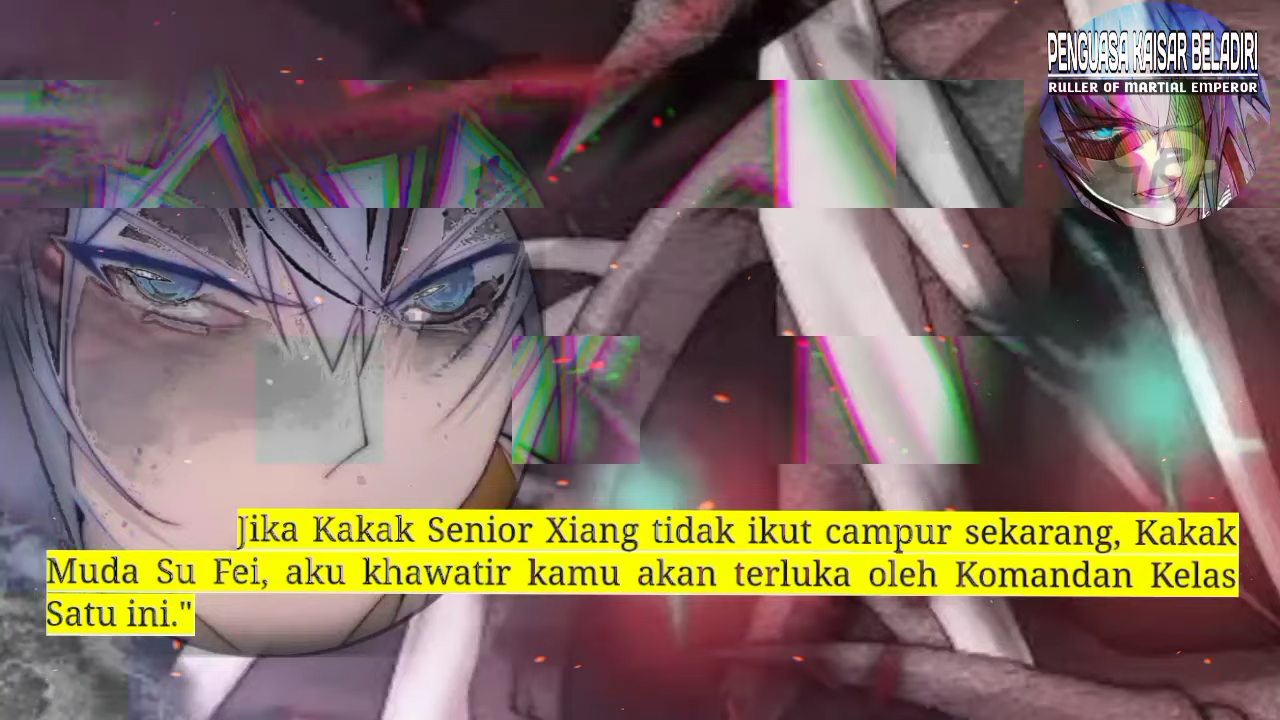 PENGUASA KAISAR BELADIRI
RULLER OF MARTIAL EMPEROR
Jika Kakak Senior Xiang tidak ikut campur sekarang, Kakak
Muda Su Fei, aku khawatir kamu akan terluka oleh Komandan Kelas
Satu ini."